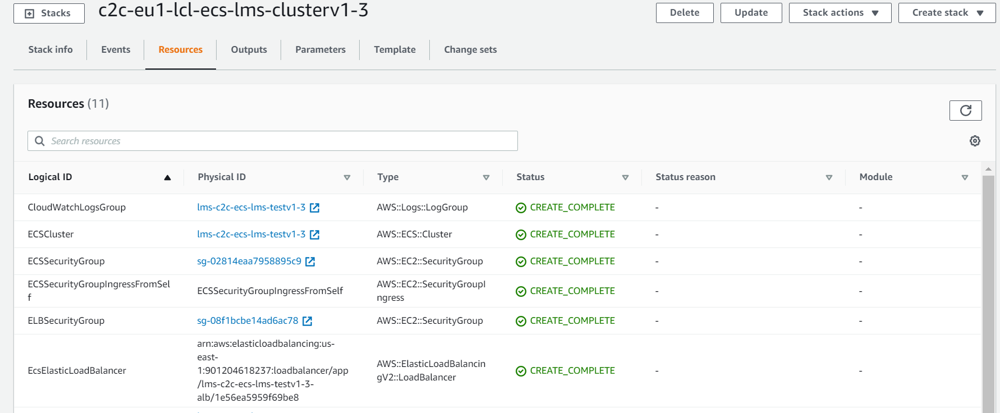 Stacks
c2c-eu1-lcl-ecs-lms-clusterv1-3
Delete
Update
Stack actions
Create stack
Stack info
Events
Resources
Outputs
Parameters
Template
Change sets
Resources (11)
Search resources
Logical ID
Physical ID
Type
Status
Status reason
Module
CloudWatchLogsGroup
lms-c2c-ecs-lms-testv1-3
AWS::Logs::LogGroup
CREATE_COMPLETE
-
-
ECSCluster
lms-c2c-ecs-lms-testv1-3
AWS::ECS::Cluster
CREATE_COMPLETE
-
-
ECSSecurityGroup
sg-02814eaa7958895c9
AWS::EC2::SecurityGroup
CREATE_COMPLETE
-
-
ECSSecurityGroupIngressFromSel
f
ECSSecurityGroupIngressFromSelf
AWS::EC2::SecurityGroupI
ngress
CREATE_COMPLETE
-
-
ELBSecurityGroup
sg-08f1bcbe14ad6ac78
AWS::EC2::SecurityGroup
CREATE_COMPLETE
-
-
EcsElasticLoadBalancer
arn:aws:elasticloadbalancing:us-
east-
1:901204618237:loadbalancer/app
/lms-c2c-ecs-lms-testv1-3-
alb/1e56ea5959f69be8
AWS::ElasticLoadBalancin
gV2::LoadBalancer
CREATE_COMPLETE
-
-